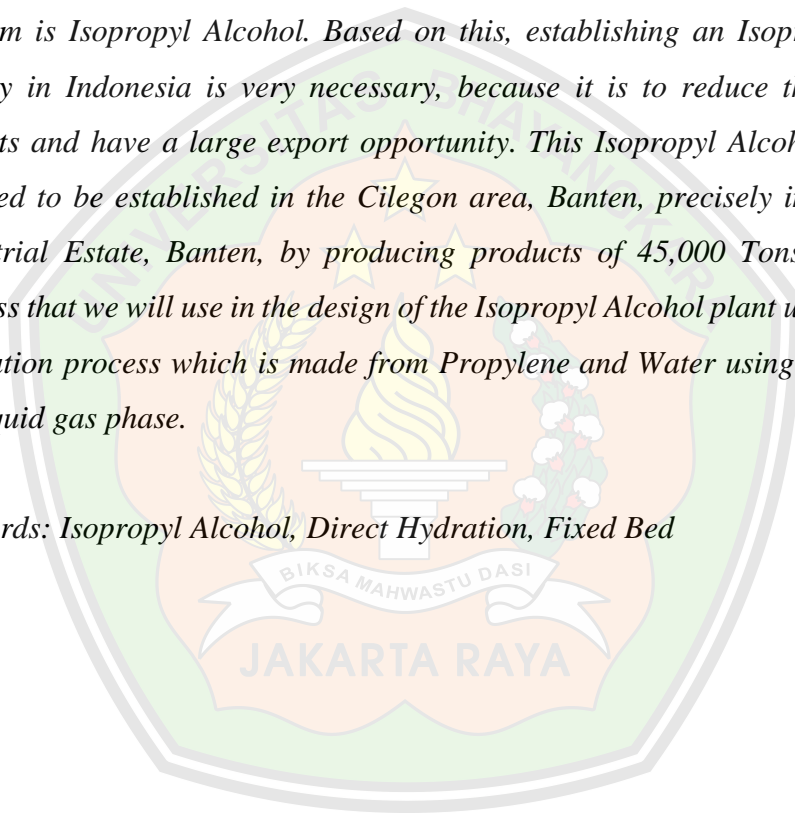 m is Isopropyl Alcohol. Based on this, establishing an Isop
y in Indonesia is very necessary, because it is to reduce th
ts and have a large export opportunity. This Isopropyl Alcoh
ed to be established in the Cilegon area, Banten, precisely i
trial Estate, Banten, by producing products of 45,000 Tons
ss that we will use in the design of the Isopropyl Alcohol plant u
ation process which is made from Propylene and Water using
quid gas phase.
rds: Isopropyl Alcohol, Direct Hydration, Fixed Bed
UNIVERSITAS BHAYANGKARA
BIKSA MAHWASTU DASI
JAKARTA RAYA